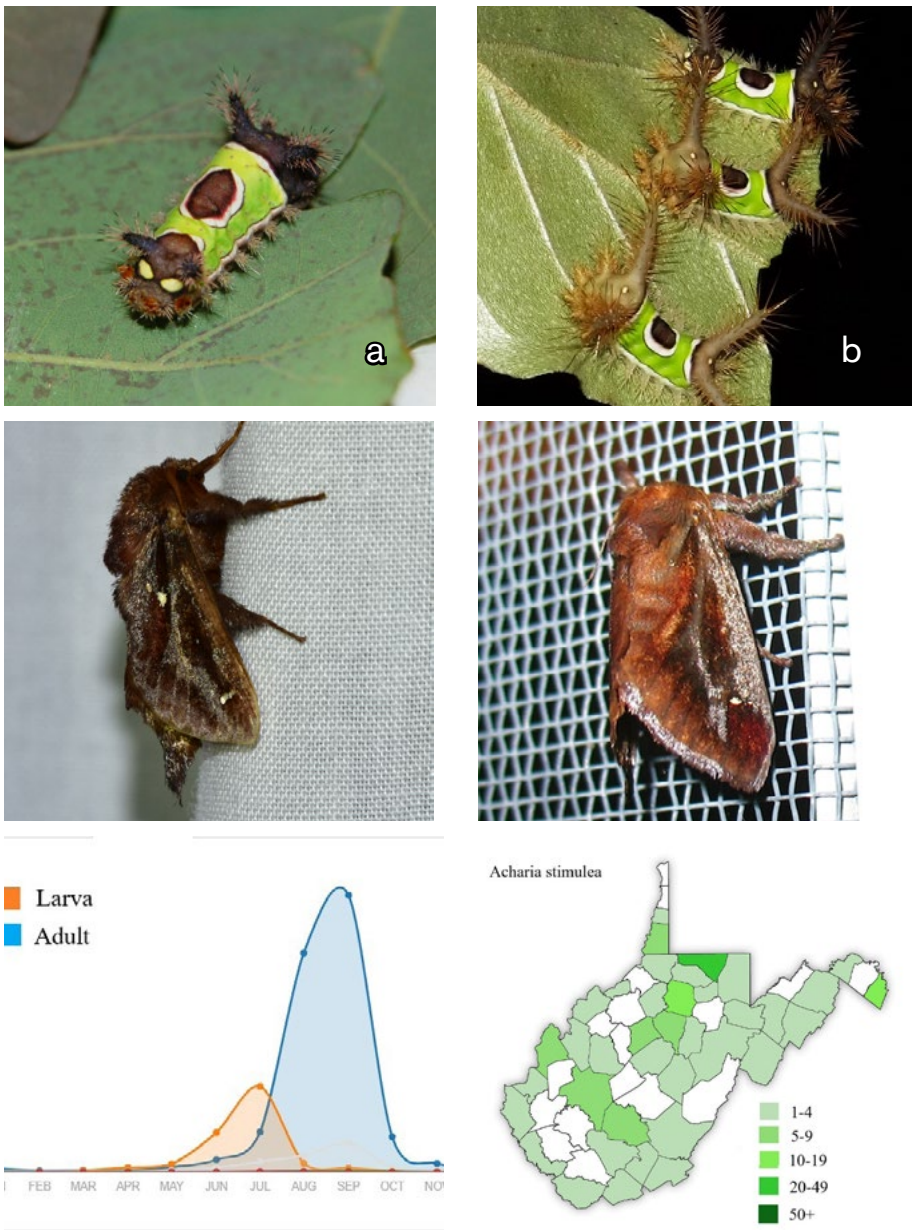 a
b
Larva
Adult
FEB MAR APR MAY JUN JUL AUG SEP OCT NOV
Acharia stimulea
1-4
5-9
10-19
20-49
50+